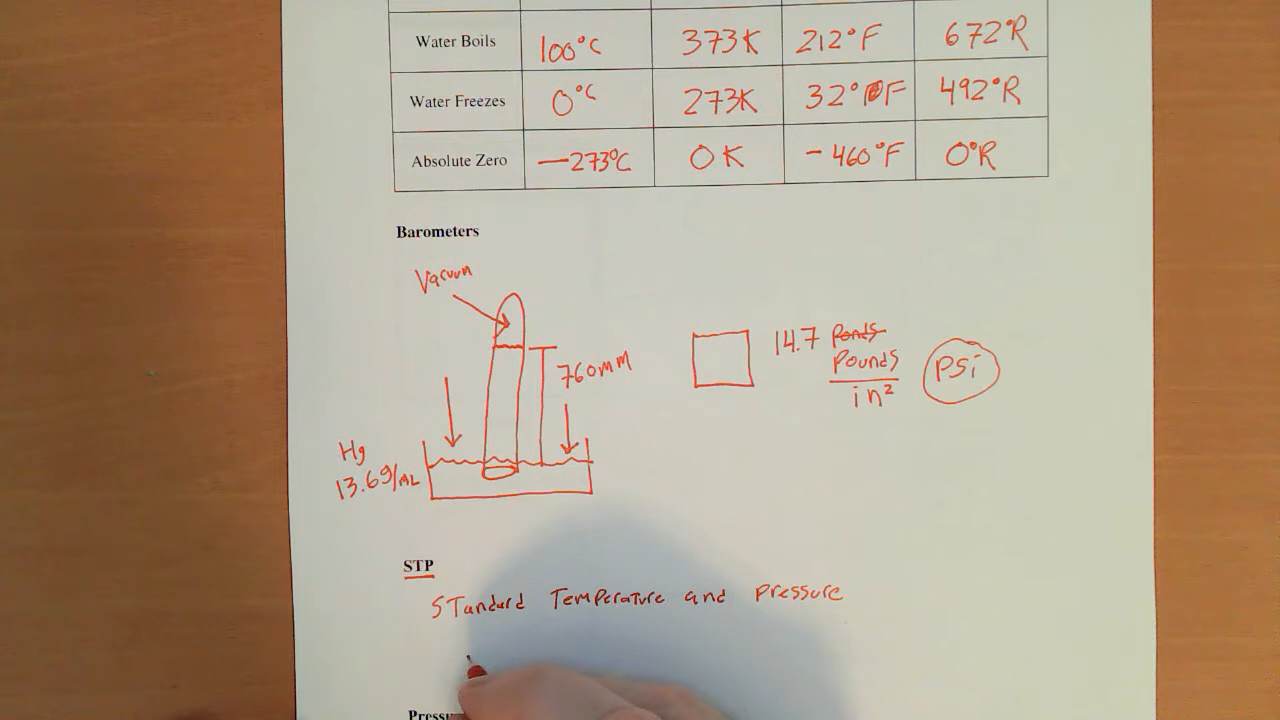 Water Boils 100°C 373K 212°F 672°R
Water Freezes 0°C 273K 32°F 492°R
Absolute Zero -273°C 0K -460°F 0°R
Barometers
Vacuum
760mm
14.7 Ponds
Pounds
in²
psi
Hg
13.6g/mL
STP
Standard Temperature and Pressure